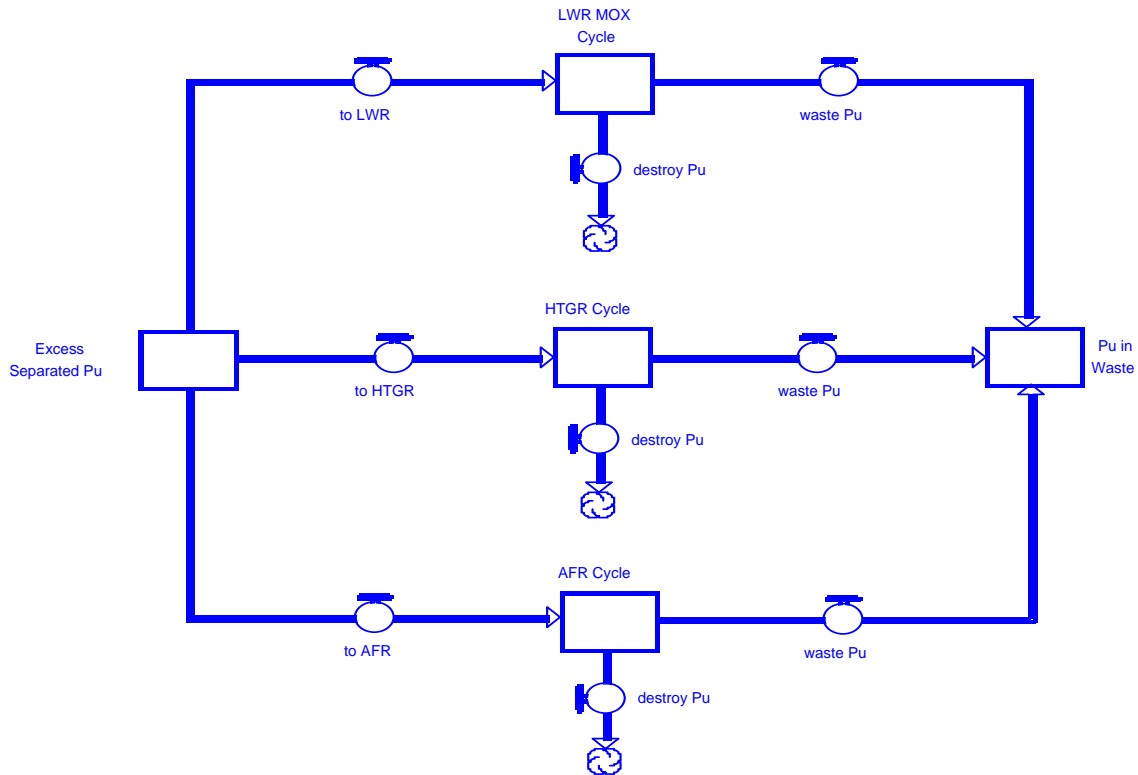 LWR MOX
Cycle
to LWR
waste Pu
destroy Pu
HTGR Cycle
Excess
Separated Pu
to HTGR
waste Pu
Pu in
Waste
destroy Pu
AFR Cycle
to AFR
waste Pu
destroy Pu